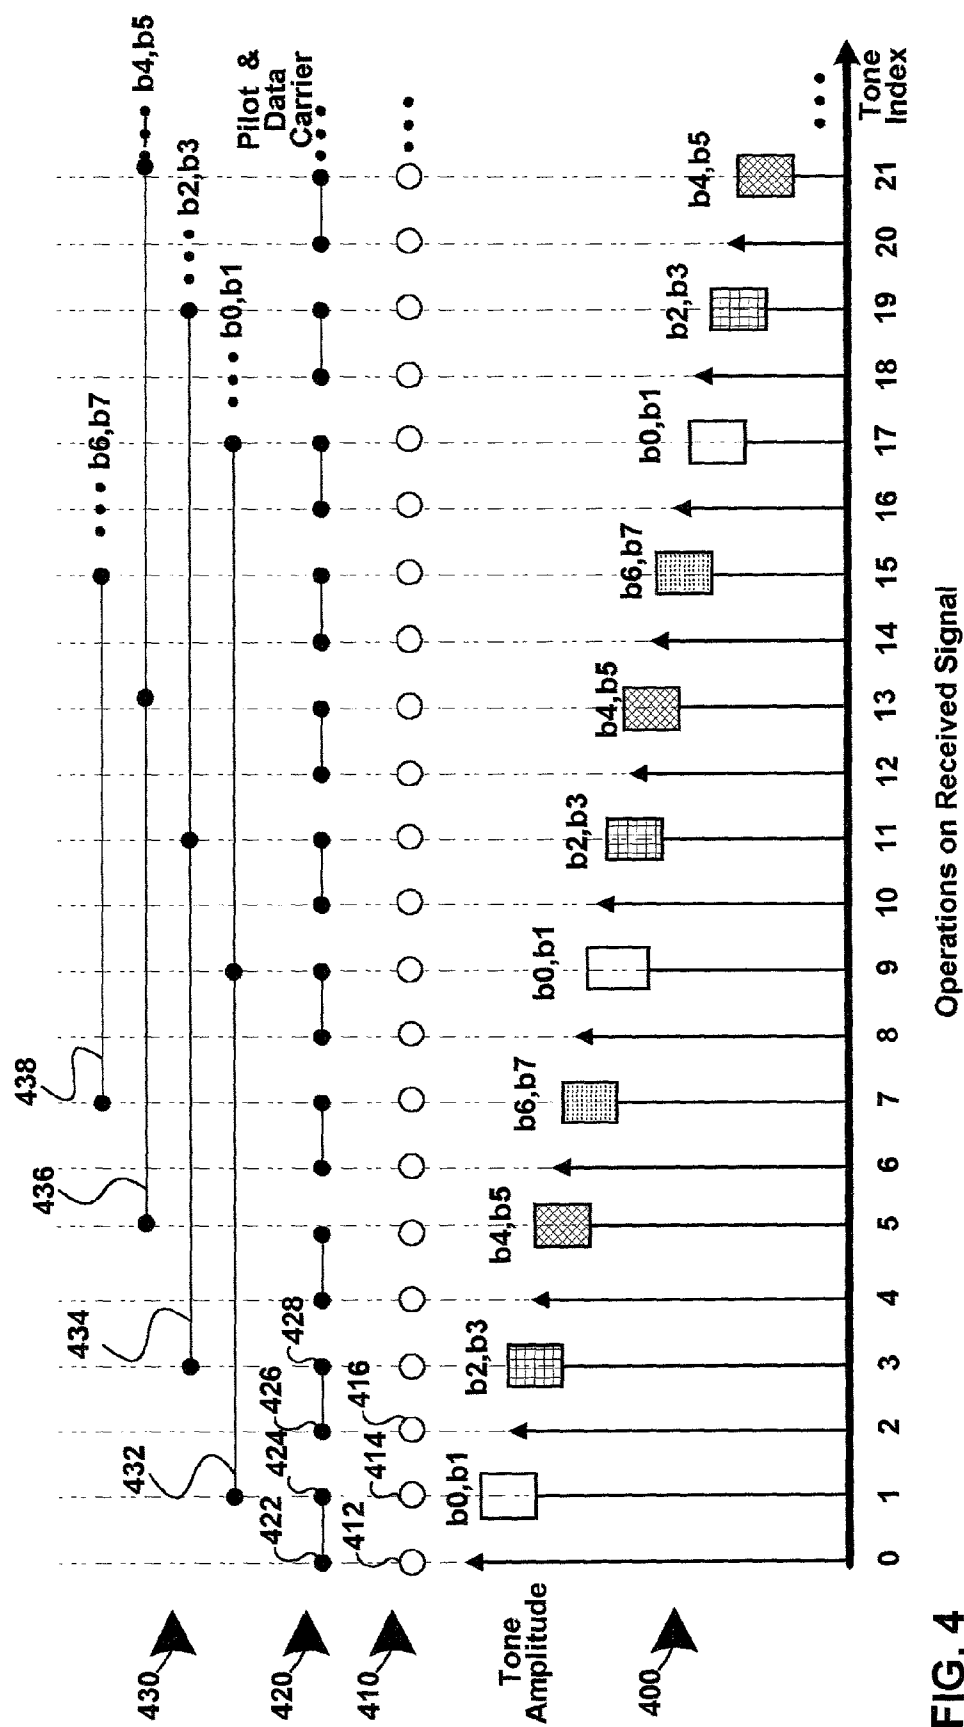 430
432
434
436
438
b6,b7
b4,b5
b2,b3
b0,b1
420
422
424
426
428
Pilot &
Data
Carrier
410
412
414
416
Tone
Amplitude
400
b0,b1
b2,b3
b4,b5
b6,b7
b0,b1
b2,b3
b4,b5
b6,b7
b0,b1
b2,b3
b4,b5
0 1 2 3 4 5 6 7 8 9 10 11 12 13 14 15 16 17 18 19 20 21
Tone
Index
Operations on Received Signal
FIG. 4